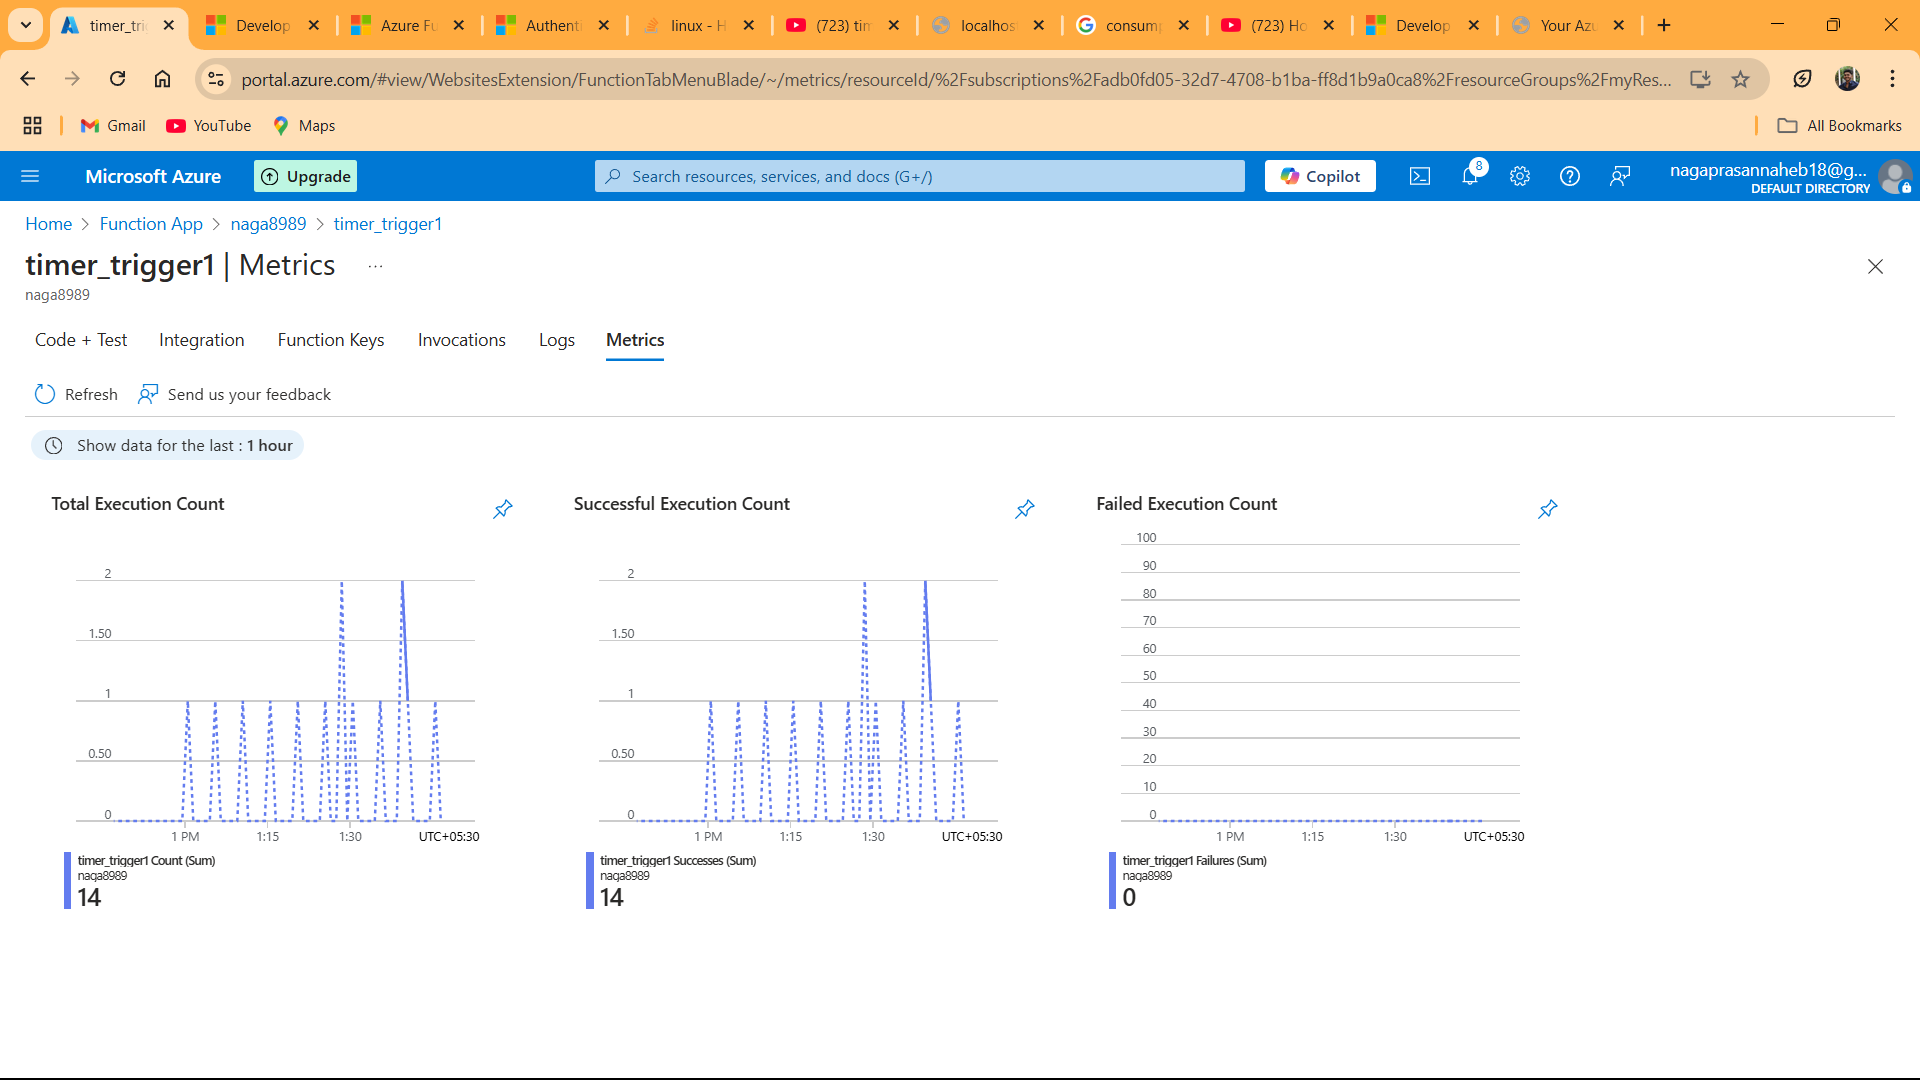 timer_tri
Develop
Azure Fu
Authenti
linux - H
(723) tim
localhos
consump
(723) Ho
Develop
Your Azu
portal.azure.com/#view/WebsitesExtension/FunctionTabMenuBlade/~/metrics/resourceId/%2Fsubscriptions%2Fadb0fd05-32d7-4708-b1ba-ff8d1b9a0ca8%2FresourceGroups%2FmyRes...
Gmail
YouTube
Maps
All Bookmarks
Microsoft Azure
Upgrade
Search resources, services, and docs (G+/)
Copilot
8
nagaprasannaheb18@g...
DEFAULT DIRECTORY
Home > Function App > naga8989 > timer_trigger1
timer_trigger1 | Metrics ...
naga8989
Code + Test
Integration
Function Keys
Invocations
Logs
Metrics
Refresh
Send us your feedback
Show data for the last : 1 hour
Total Execution Count
2
1.50
1
0.50
0
1 PM
1:15
1:30
UTC+05:30
timer_trigger1 Count (Sum)
naga8989
14
Successful Execution Count
2
1.50
1
0.50
0
1 PM
1:15
1:30
UTC+05:30
timer_trigger1 Successes (Sum)
naga8989
14
Failed Execution Count
100
90
80
70
60
50
40
30
20
10
0
1 PM
1:15
1:30
UTC+05:30
timer_trigger1 Failures (Sum)
naga8989
0